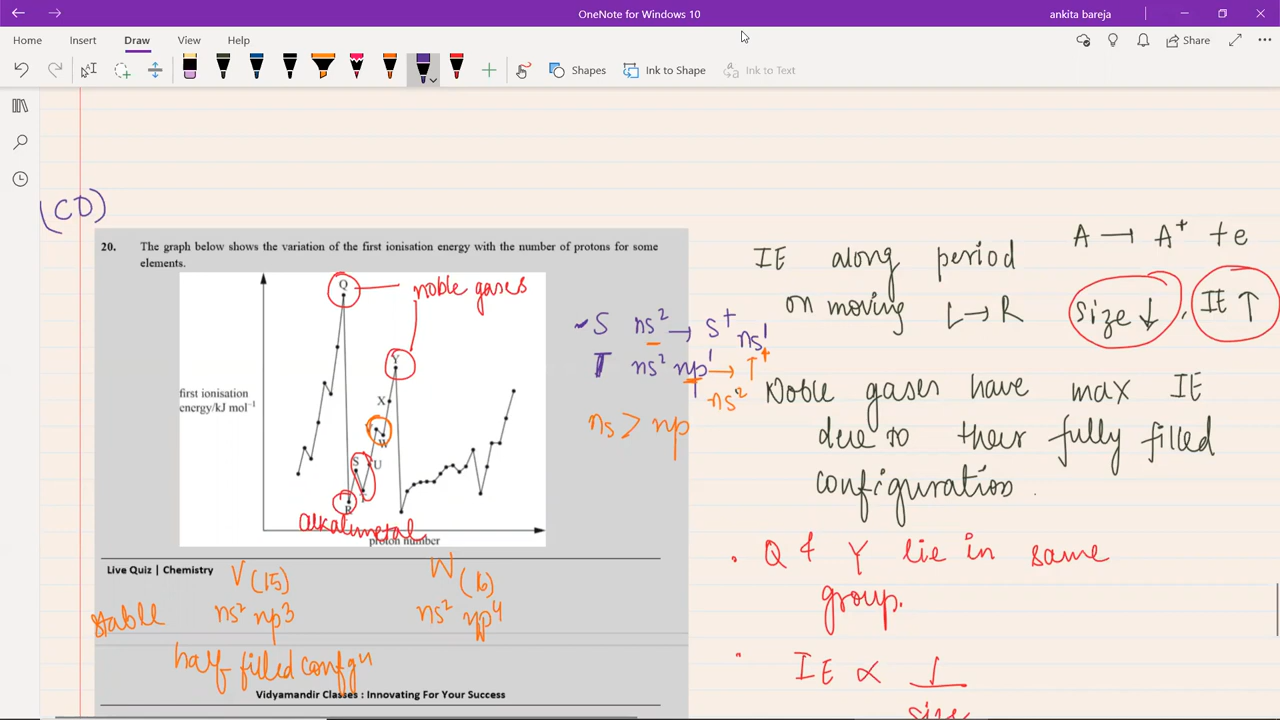 OneNote for Windows 10
ankita bareja
Home Insert Draw View Help
Share
Shapes
Ink to Shape
Ink to Text
(CD)
20. The graph below shows the variation of the first ionisation energy with the number of protons for some
elements.
Q
noble gases
Y
first ionisation
energy/kJ mol⁻¹
X
W
S
U
R
alkali metal
proton number
S ns² → S⁺ ns¹
T ns² np¹ → T⁺
ns²
ns > np
Live Quiz | Chemistry
V (15)
W (16)
stable
ns² np³
ns² np⁴
half filled configu
Vidyamandir Classes : Innovating For Your Success
A → A⁺ + e
IE along period
on moving L → R
Size ↓, IE ↑
Noble gases have max IE
due to their fully filled
configuration.
. Q & Y lie in same
group.
. IE ∝ 1
size